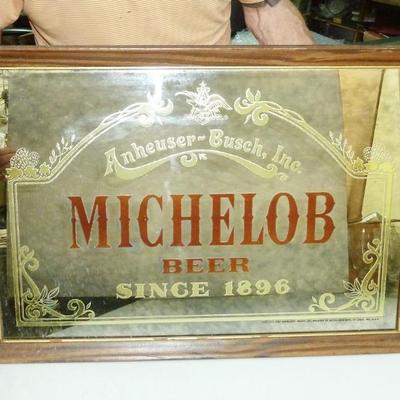 Anheuser-Busch, Inc.
MICHELOB
BEER
SINCE 1896